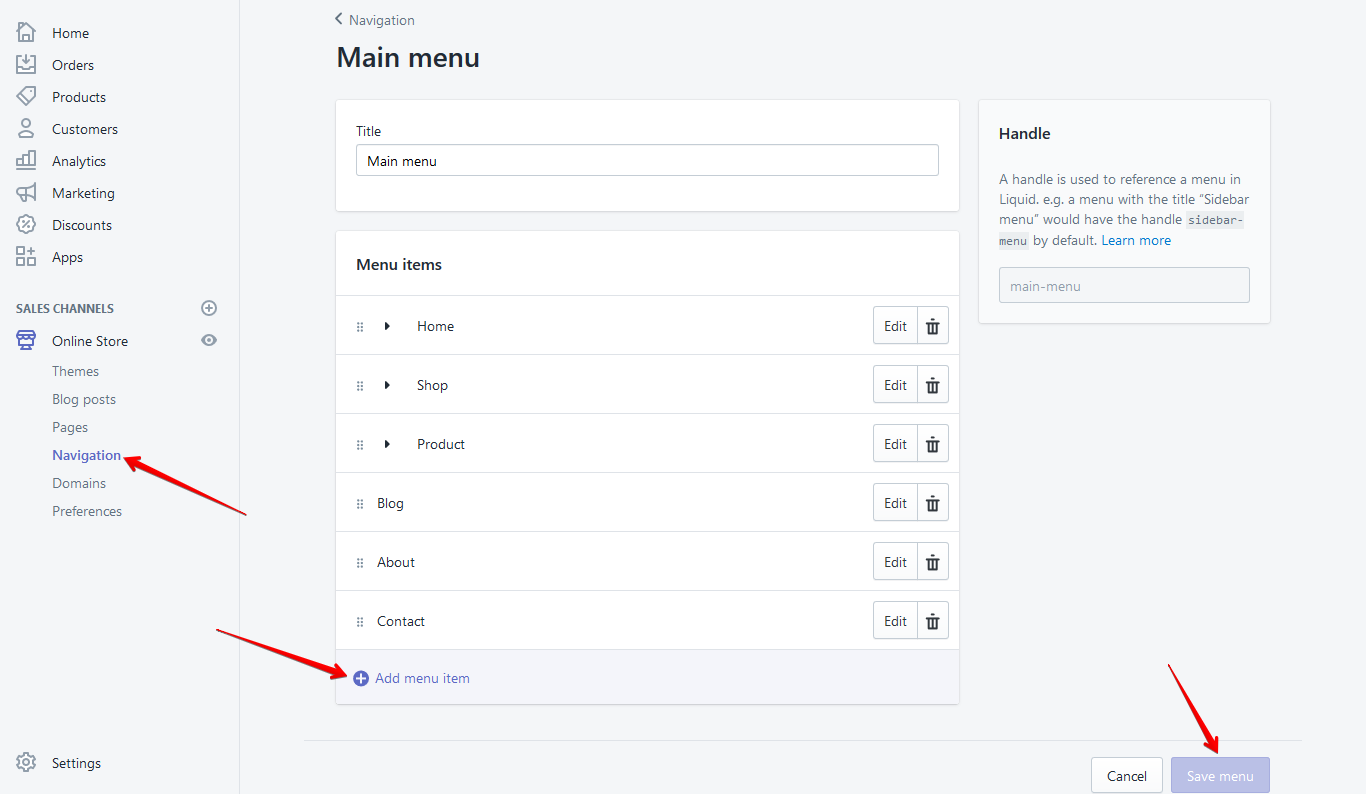 Home
Orders
Products
Customers
Analytics
Marketing
Discounts
Apps
SALES CHANNELS
Online Store
Themes
Blog posts
Pages
Navigation
Domains
Preferences
Settings
Navigation
Main menu
Title
Main menu
Menu items
Home Edit
Shop Edit
Product Edit
Blog Edit
About Edit
Contact Edit
Add menu item
Handle
A handle is used to reference a menu in
Liquid. e.g. a menu with the title “Sidebar
menu” would have the handle sidebar-
menu by default. Learn more
main-menu
Cancel Save menu